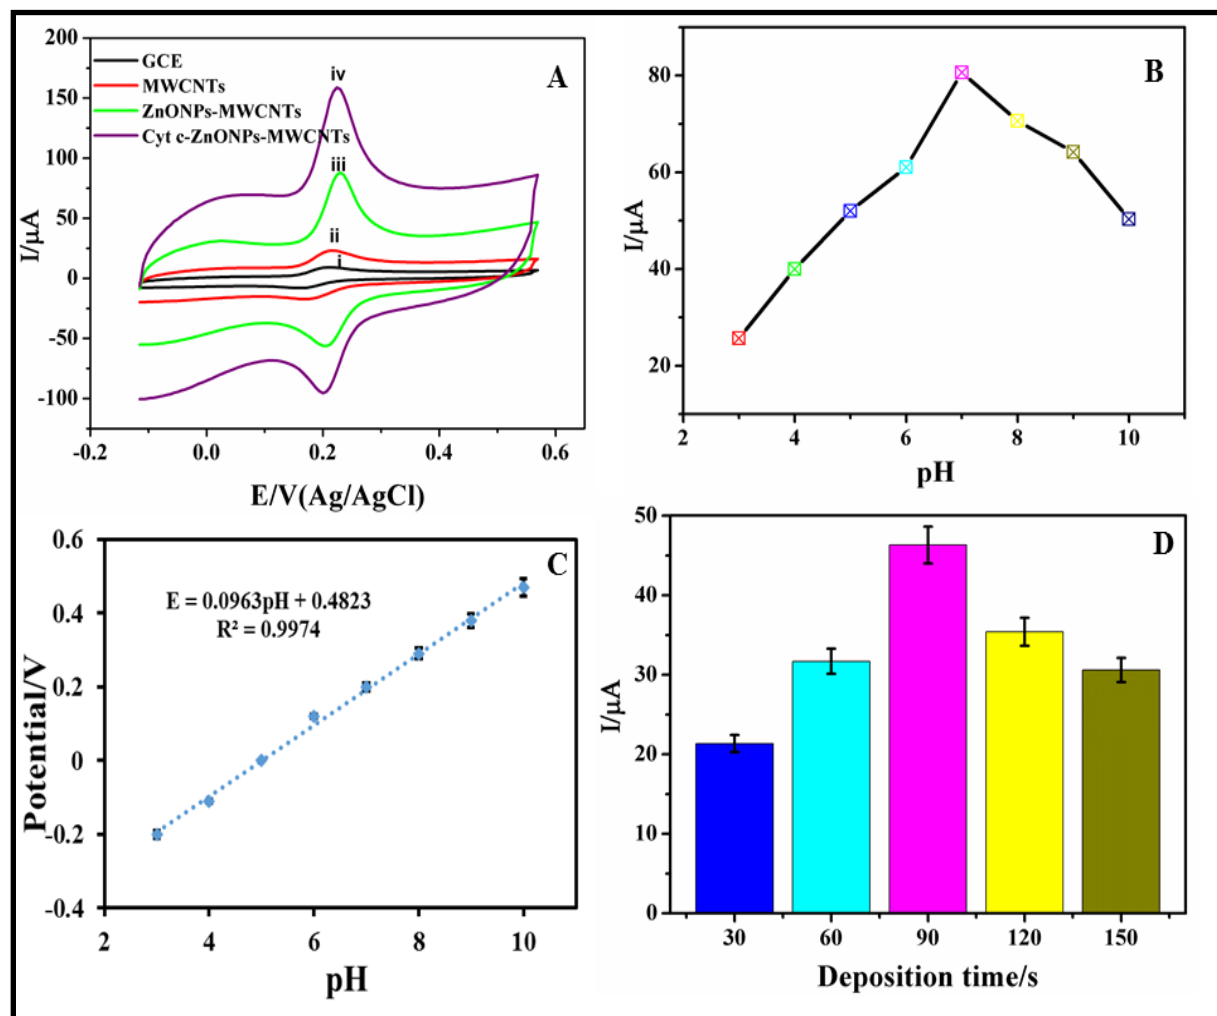 A
GCE
MWCNTs
ZnONPs-MWCNTs
Cyt c-ZnONPs-MWCNTs
iv
iii
ii
i
200
150
100
50
0
-50
-100
I/µA
-0.2
0.0
0.2
0.4
0.6
E/V(Ag/AgCl)
B
80
60
40
20
I/µA
2
4
6
8
10
pH
C
E = 0.0963pH + 0.4823
R² = 0.9974
0.6
0.4
0.2
0
-0.2
-0.4
Potential/V
2
4
6
8
10
pH
D
50
40
30
20
10
0
I/µA
30
60
90
120
150
Deposition time/s